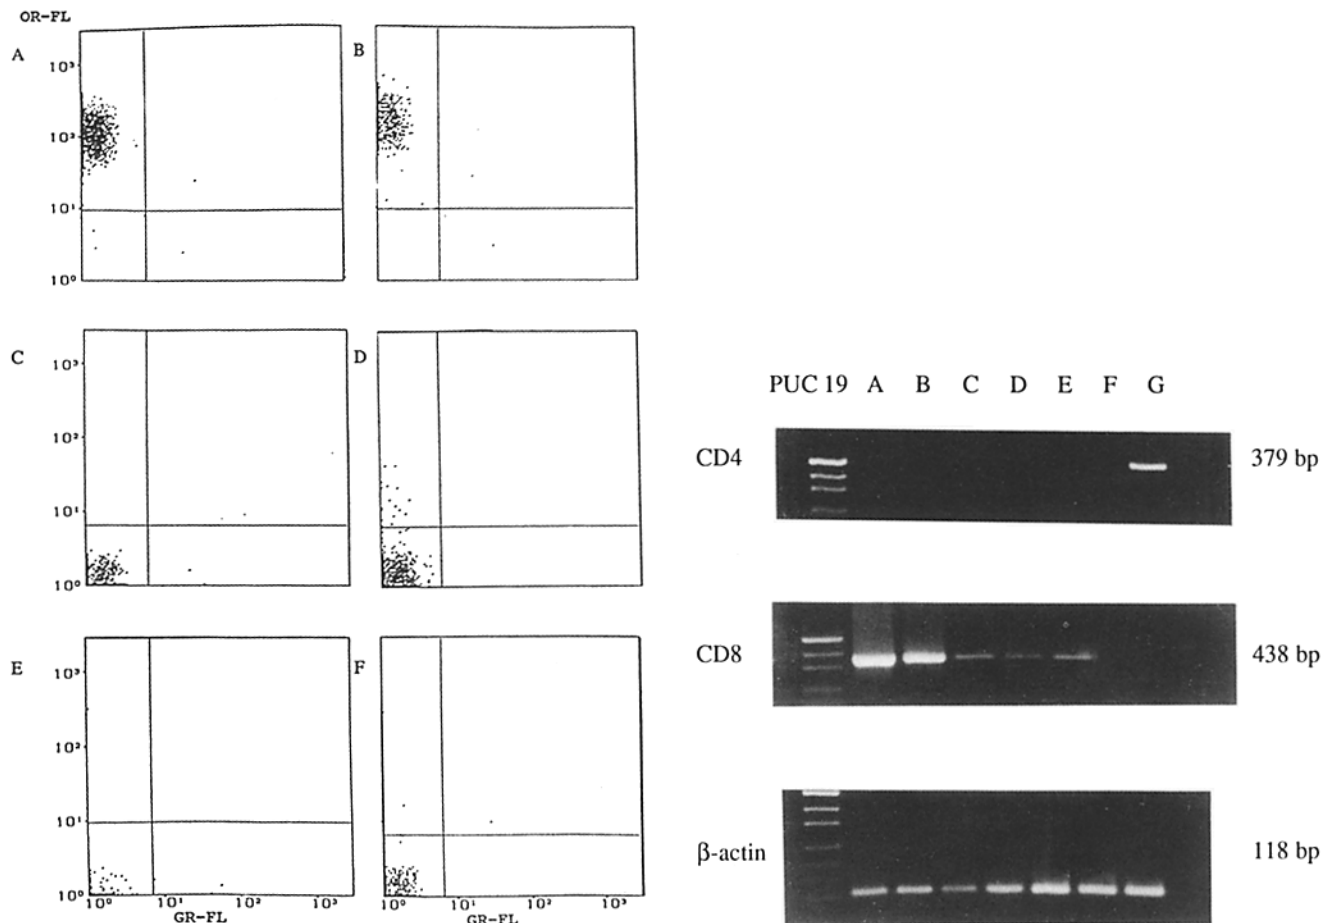 OR-FL
A
10³
10²
10¹
10⁰
B
C
10³
10²
10¹
10⁰
D
E
10³
10²
10¹
10⁰
10⁰ 10¹ 10² 10³
GR-FL
F
10⁰ 10¹ 10² 10³
GR-FL
PUC 19 A B C D E F G
CD4 379 bp
CD8 438 bp
β-actin 118 bp